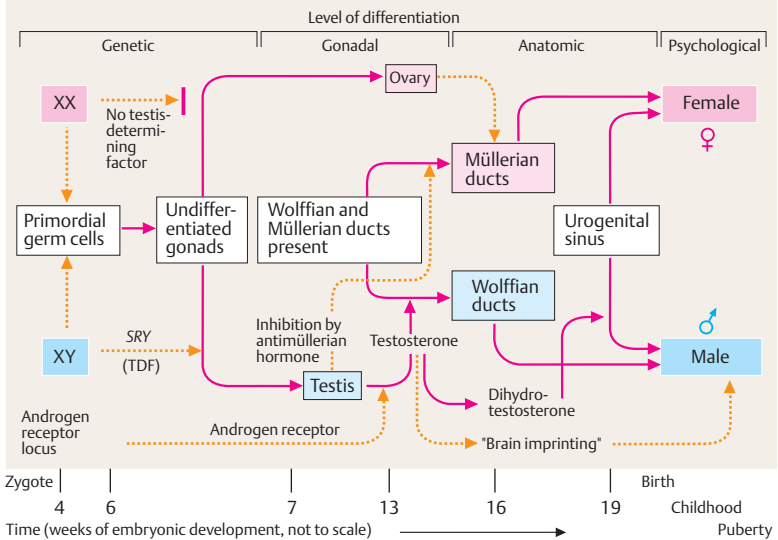 Level of differentiation
Genetic
Gonadal
Anatomic
Psychological
XX
No testis-
determi-
ning
factor
Ovary
Female
♀
Müllerian
ducts
Primordial
germ cells
Undiffer-
entiated
gonads
Wolffian and
Müllerian ducts
present
Urogenital
sinus
Wolffian
ducts
XY
SRY
(TDF)
Inhibition by
antimüllerian
hormone
Testosterone
♂
Male
Testis
Dihydro-
testosterone
Androgen
receptor
locus
Androgen receptor
"Brain imprinting"
Zygote
Birth
4
6
7
13
16
19
Childhood
Time (weeks of embryonic development, not to scale)
Puberty